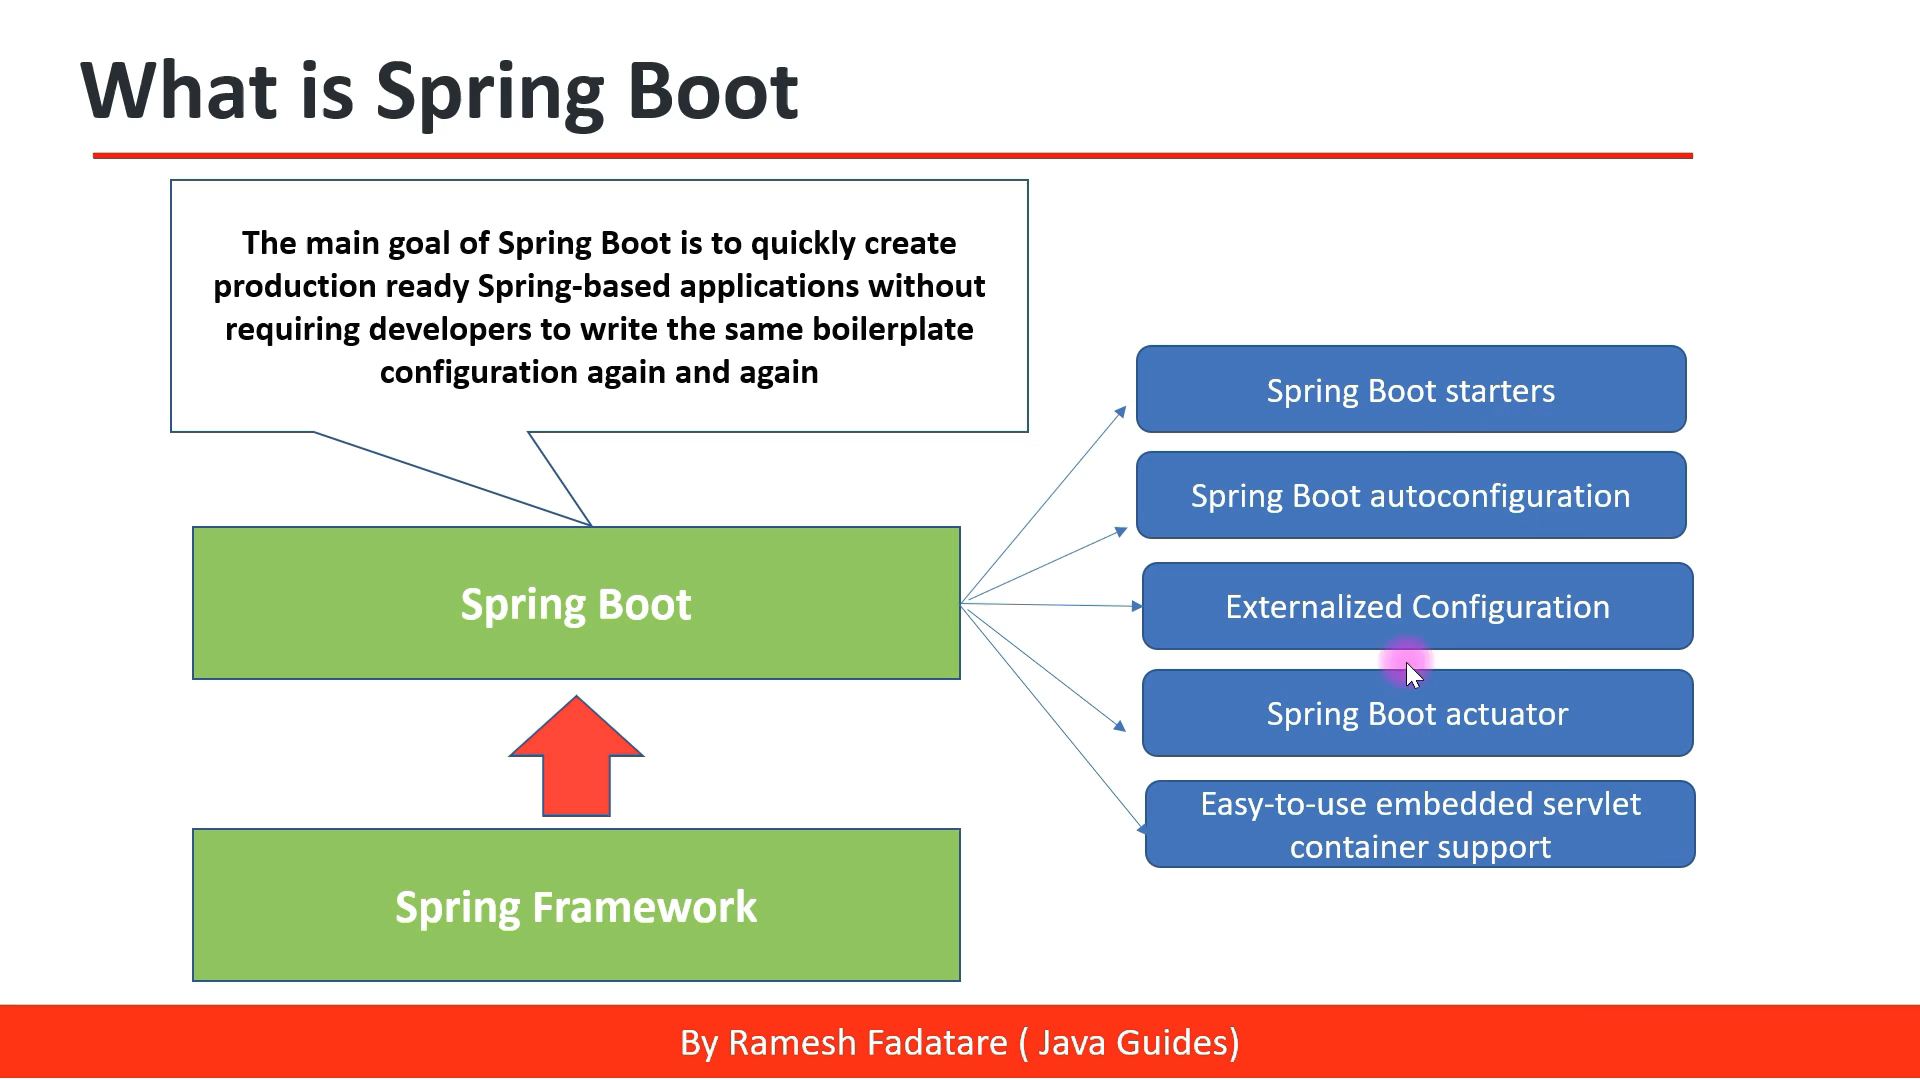 What is Spring Boot
The main goal of Spring Boot is to quickly create
production ready Spring-based applications without
requiring developers to write the same boilerplate
configuration again and again
Spring Boot
Spring Framework
Spring Boot starters
Spring Boot autoconfiguration
Externalized Configuration
Spring Boot actuator
Easy-to-use embedded servlet
container support
By Ramesh Fadatare ( Java Guides)